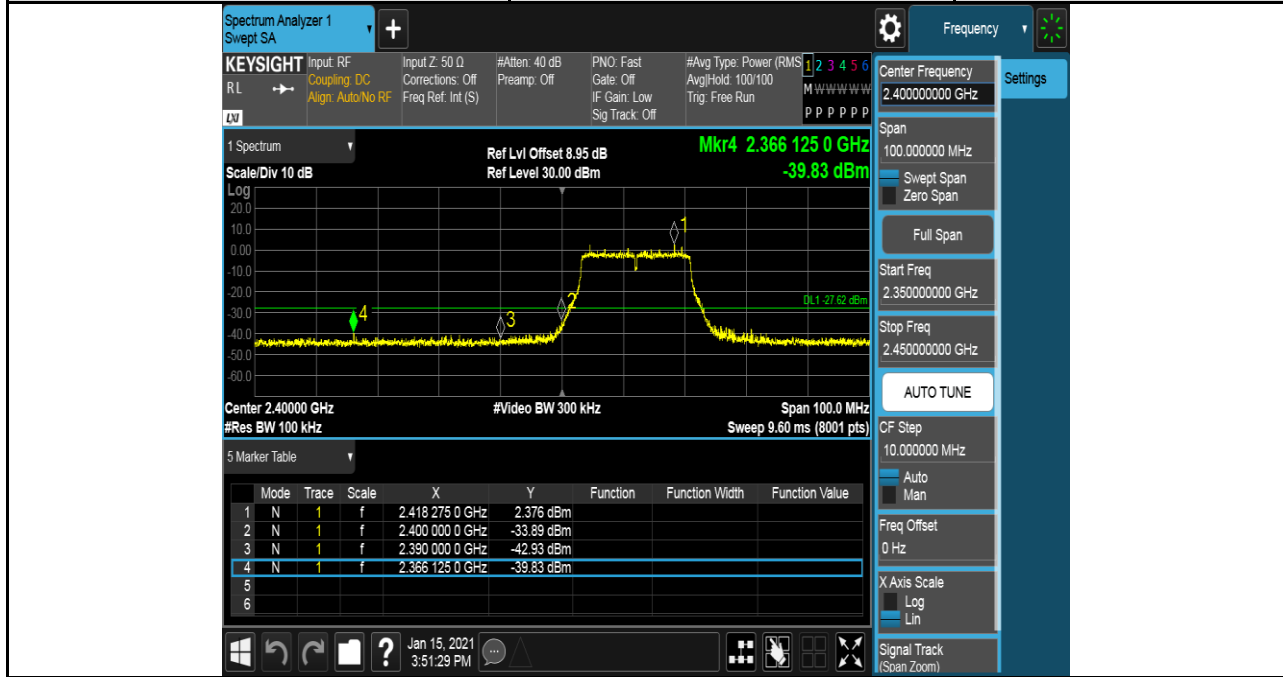 Spectrum Analyzer 1
Swept SA
+
Frequency
KEYSIGHT
RL
LXI
Input: RF
Coupling: DC
Align: Auto/No RF
Input Z: 50 Ω
Corrections: Off
Freq Ref: Int (S)
#Atten: 40 dB
Preamp: Off
PNO: Fast
Gate: Off
IF Gain: Low
Sig Track: Off
#Avg Type: Power (RMS
Avg|Hold: 100/100
Trig: Free Run
1 2 3 4 5 6
M W W W W W
P P P P P P
1 Spectrum
Scale/Div 10 dB
Ref Lvl Offset 8.95 dB
Ref Level 30.00 dBm
Mkr4 2.366 125 0 GHz
-39.83 dBm
Log
20.0
10.0
0.00
-10.0
-20.0
-30.0
-40.0
-50.0
-60.0
1
2
3
4
DL1 -27.62 dBm
Center 2.40000 GHz
#Video BW 300 kHz
Span 100.0 MHz
#Res BW 100 kHz
Sweep 9.60 ms (8001 pts)
5 Marker Table
Mode Trace Scale X Y Function Function Width Function Value
1 N 1 f 2.418 275 0 GHz 2.376 dBm
2 N 1 f 2.400 000 0 GHz -33.89 dBm
3 N 1 f 2.390 000 0 GHz -42.93 dBm
4 N 1 f 2.366 125 0 GHz -39.83 dBm
5
6
?
Jan 15, 2021
3:51:29 PM
Settings
Center Frequency
2.400000000 GHz
Span
100.000000 MHz
Swept Span
Zero Span
Full Span
Start Freq
2.350000000 GHz
Stop Freq
2.450000000 GHz
AUTO TUNE
CF Step
10.000000 MHz
Auto
Man
Freq Offset
0 Hz
X Axis Scale
Log
Lin
Signal Track
(Span Zoom)